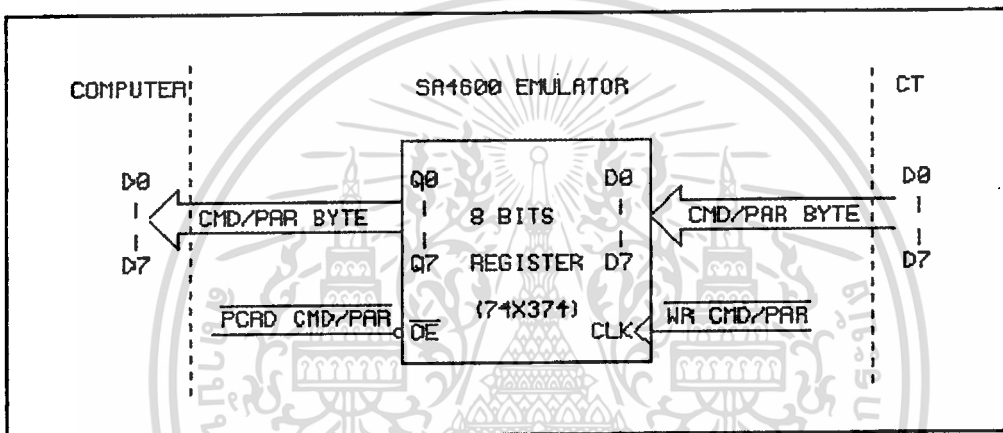 COMPUTER
SA4600 EMULATOR
CT
D0
Q0
D0
D0
CMD/PAR BYTE
8 BITS
CMD/PAR BYTE
D7
Q7
REGISTER
D7
D7
(74X374)
PCRD CMD/PAR
OE
CLK
WR CMD/PAR